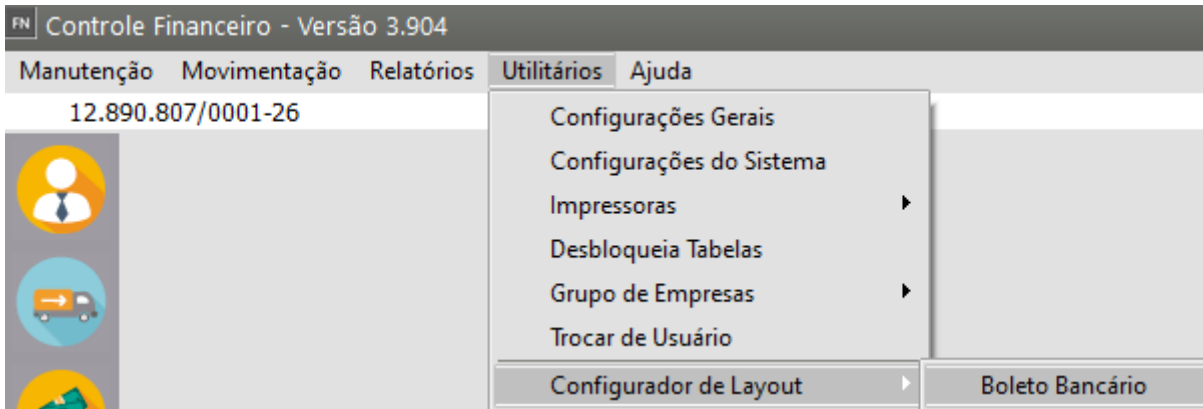 FN Controle Financeiro - Versão 3.904
Manutenção Movimentação Relatórios Utilitários Ajuda
12.890.807/0001-26
Configurações Gerais
Configurações do Sistema
Impressoras
Desbloqueia Tabelas
Grupo de Empresas
Trocar de Usuário
Configurador de Layout Boleto Bancário